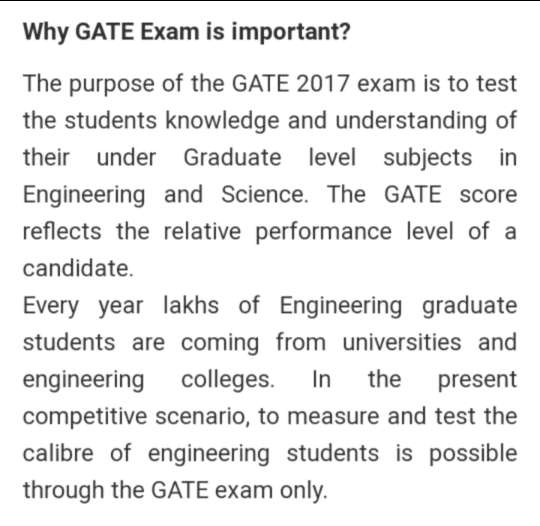 Why GATE Exam is important?
The purpose of the GATE 2017 exam is to test
the students knowledge and understanding of
their under Graduate level subjects in
Engineering and Science. The GATE score
reflects the relative performance level of a
candidate.
Every year lakhs of Engineering graduate
students are coming from universities and
engineering colleges. In the present
competitive scenario, to measure and test the
calibre of engineering students is possible
through the GATE exam only.